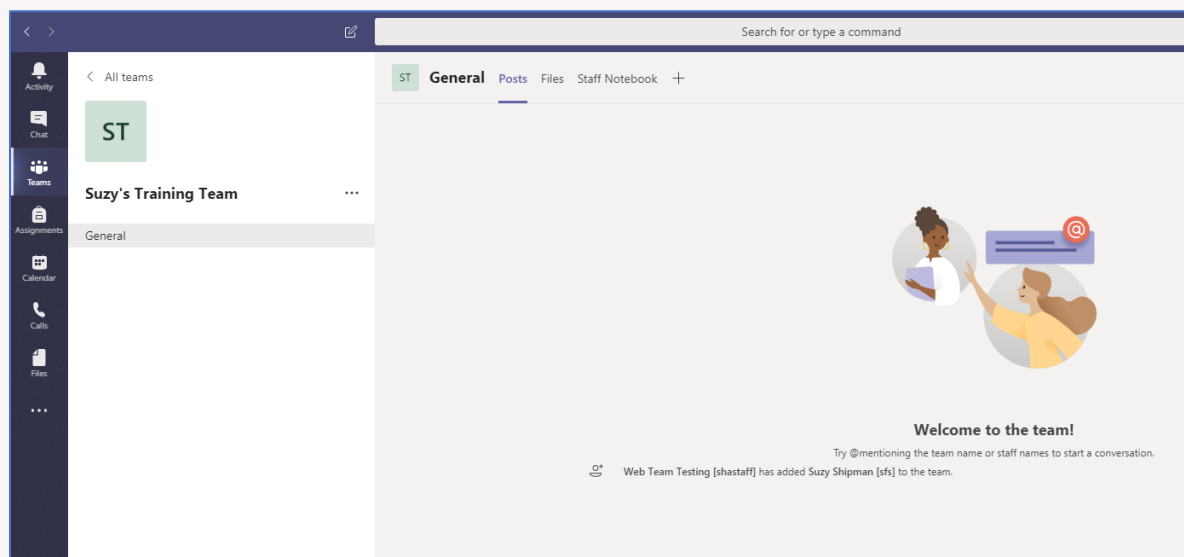 Search for or type a command
Activity
Chat
Teams
Assignments
Calendar
Calls
Files
All teams
ST
Suzy's Training Team
General
ST General Posts Files Staff Notebook
@
Welcome to the team!
Try @mentioning the team name or staff names to start a conversation.
Web Team Testing [shastaff] has added Suzy Shipman [sfs] to the team.